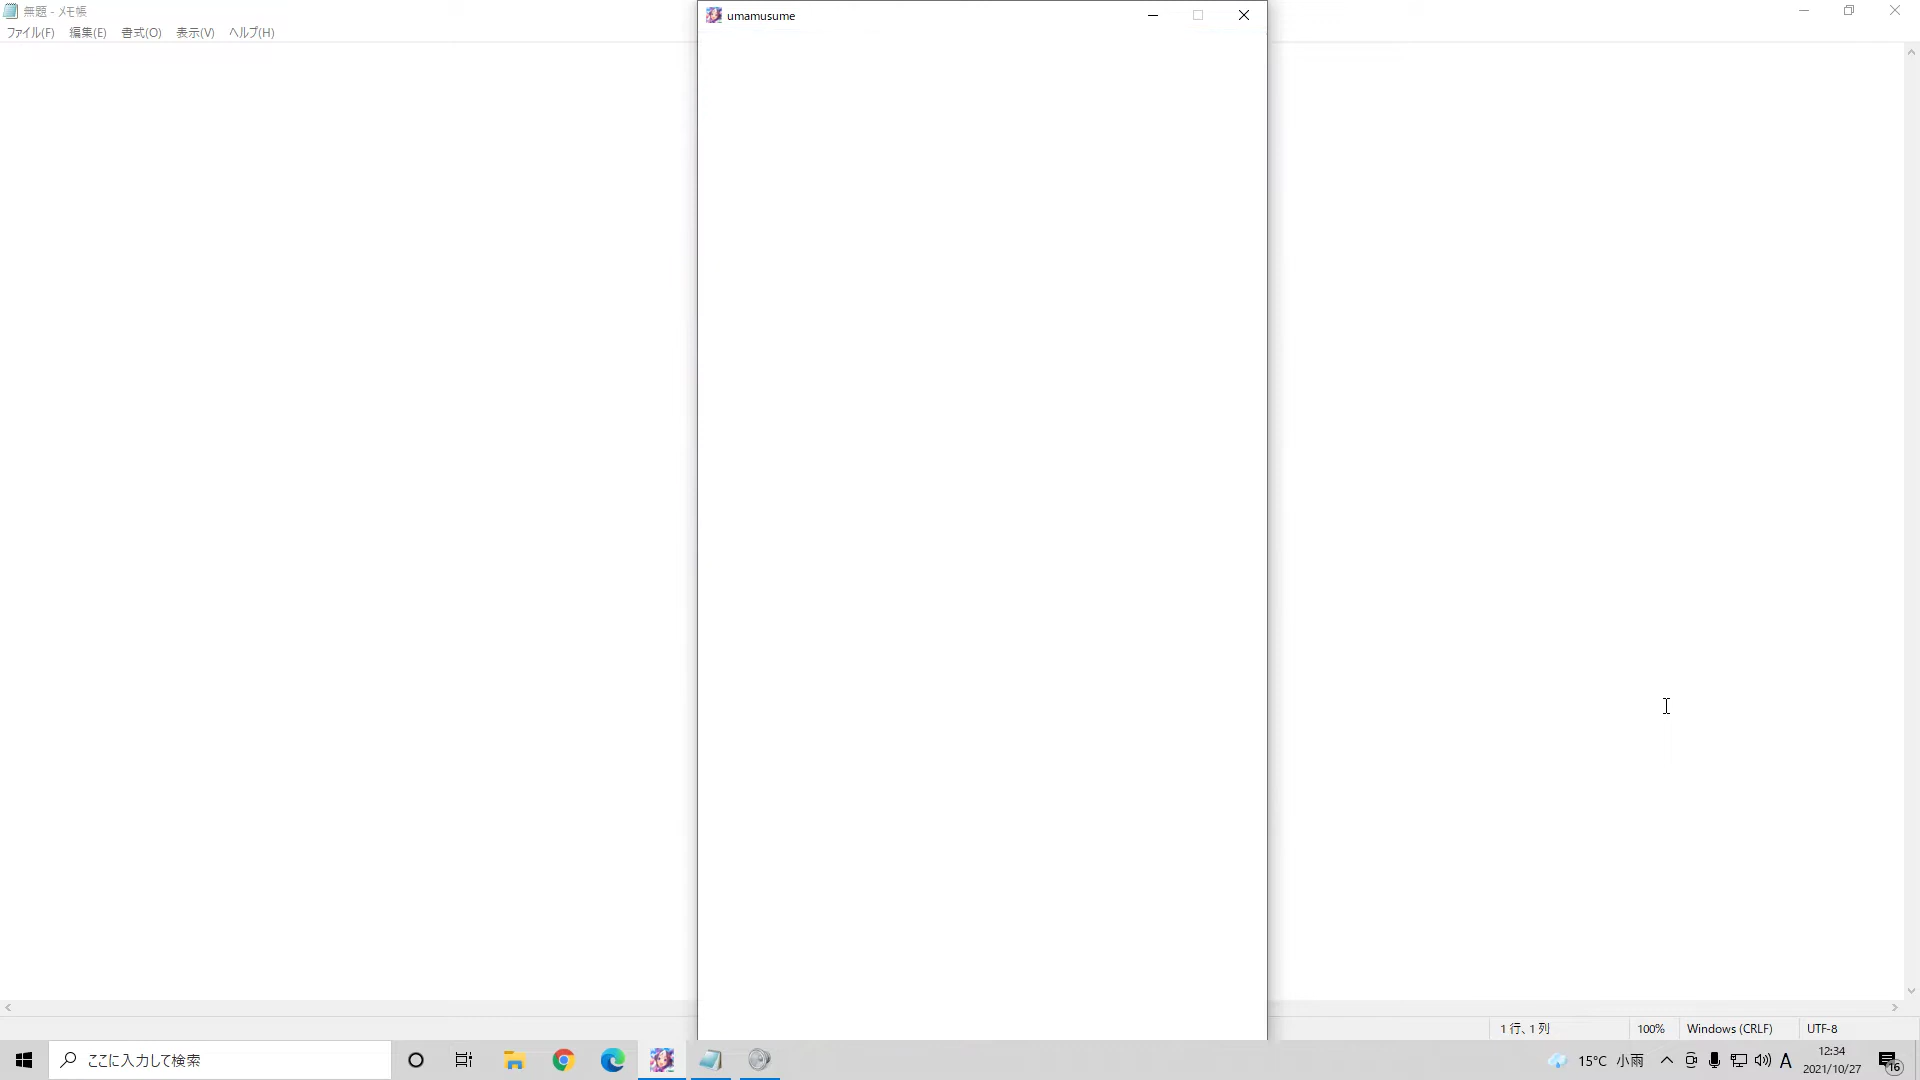 無題 - メモ帳
ファイル(F) 編集(E) 書式(O) 表示(V) ヘルプ(H)
umamusume
1 行、1 列 100% Windows (CRLF) UTF-8
ここに入力して検索
15°C 小雨 A
12:34
2021/10/27
16